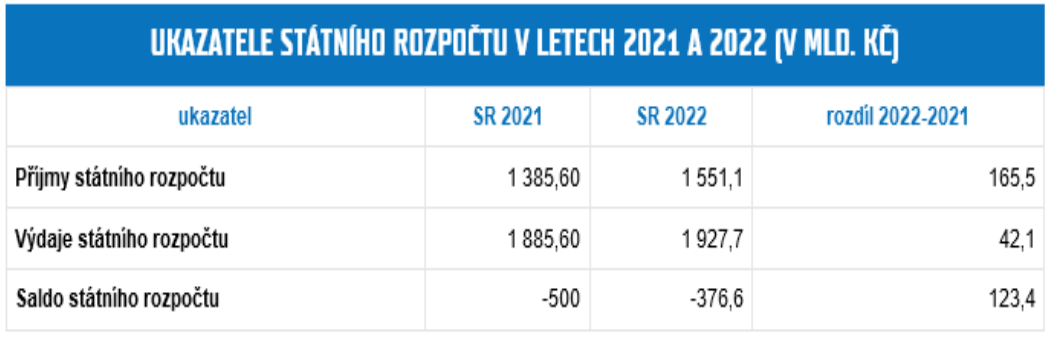 UKAZATELE STÁTNÍHO ROZPOČTU V LETECH 2021 A 2022 (V MLD. KČ)
ukazatel SR 2021 SR 2022 rozdíl 2022-2021
Příjmy státního rozpočtu 1 385,60 1 551,1 165,5
Výdaje státního rozpočtu 1 885,60 1 927,7 42,1
Saldo státního rozpočtu -500 -376,6 123,4